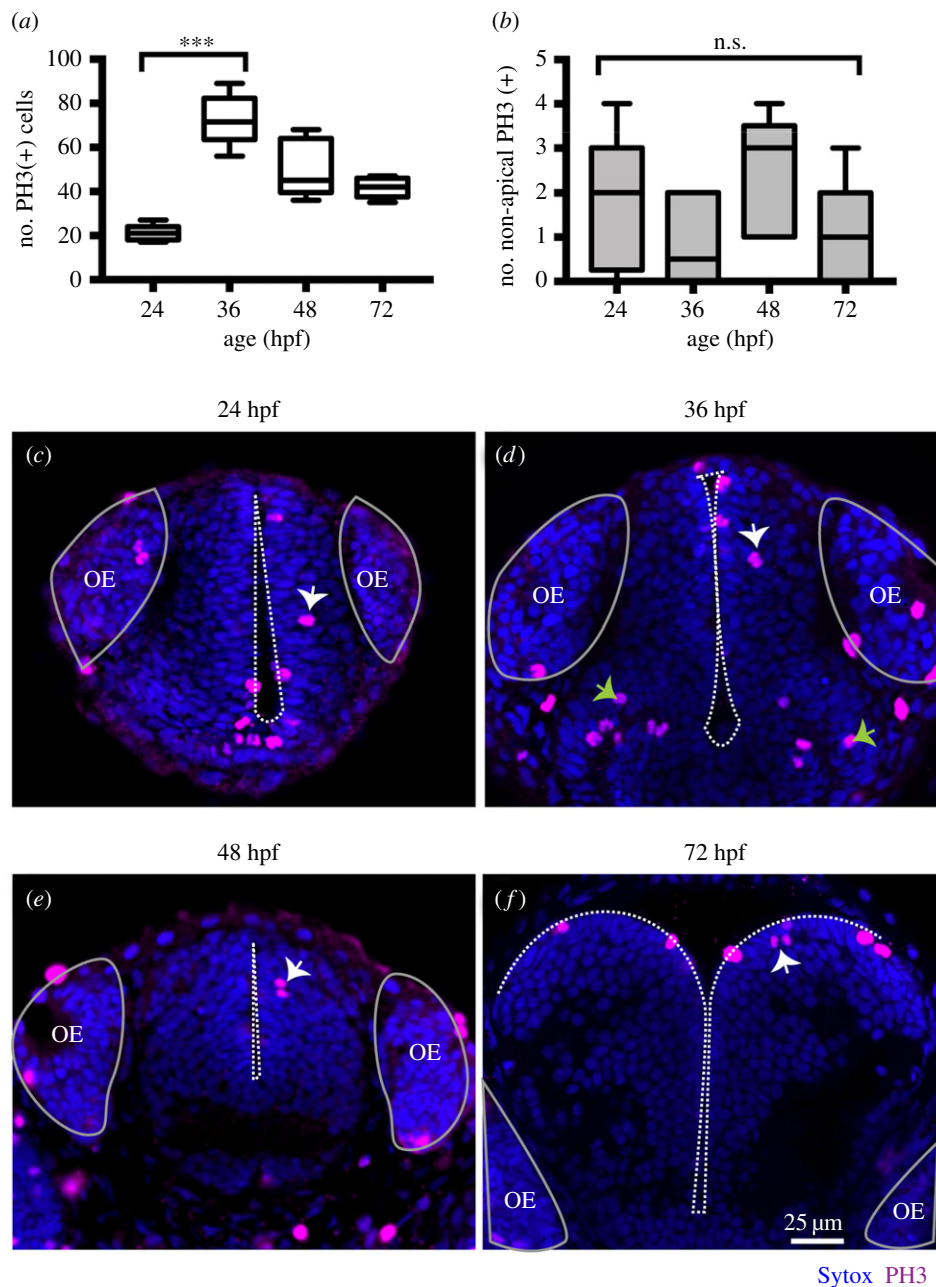 (a)
***
100
80
60
40
20
0
no. PH3(+) cells
24 36 48 72
age (hpf)
(b)
n.s.
5
4
3
2
1
0
no. non-apical PH3 (+)
24 36 48 72
age (hpf)
24 hpf
36 hpf
(c)
OE
OE
(d)
OE
OE
48 hpf
72 hpf
(e)
OE
OE
(f)
OE
OE
25 µm
Sytox PH3